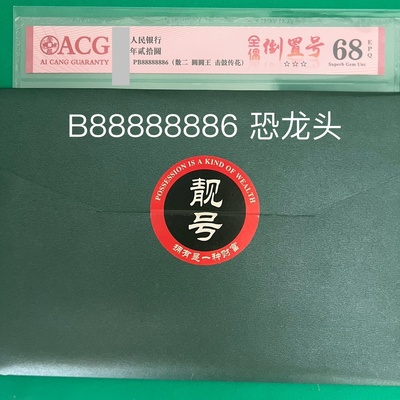 ACG
AI CANG GUARANTY
人民银行
年贰拾圆
PB88888886（数二 圆圆王 击鼓传花）
全偶 倒置号
☆☆☆
68 EPQ
Superb Gem Unc
B88888886 恐龙头
POSSESSION IS A KIND OF WEALTH
靓号
拥有是一种财富